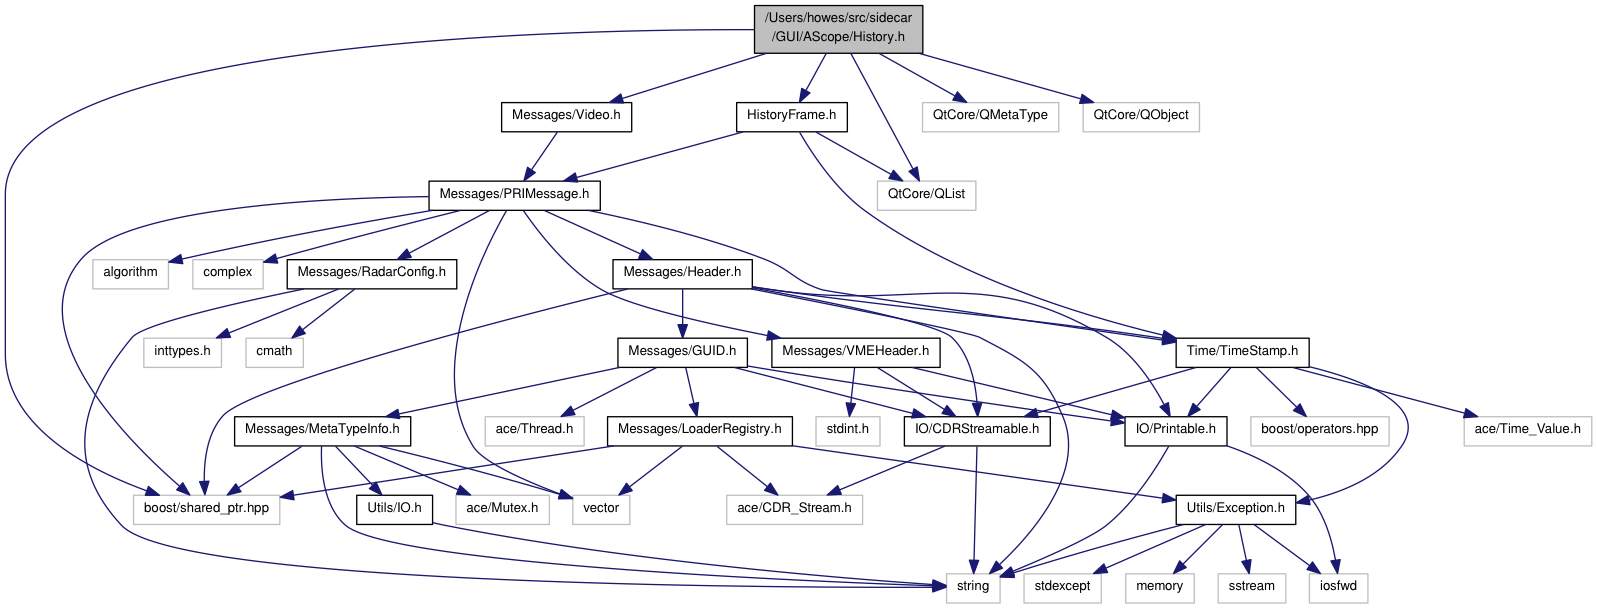 /Users/howes/src/sidecar
/GUI/AScope/History.h
Messages/Video.h
HistoryFrame.h
QtCore/QMetaType
QtCore/QObject
Messages/PRIMessage.h
QtCore/QList
algorithm
complex
Messages/RadarConfig.h
Messages/Header.h
inttypes.h
cmath
Messages/GUID.h
Messages/VMEHeader.h
Time/TimeStamp.h
Messages/MetaTypeInfo.h
ace/Thread.h
Messages/LoaderRegistry.h
stdint.h
IO/CDRStreamable.h
IO/Printable.h
boost/operators.hpp
ace/Time_Value.h
boost/shared_ptr.hpp
Utils/IO.h
ace/Mutex.h
vector
ace/CDR_Stream.h
Utils/Exception.h
string
stdexcept
memory
sstream
iosfwd